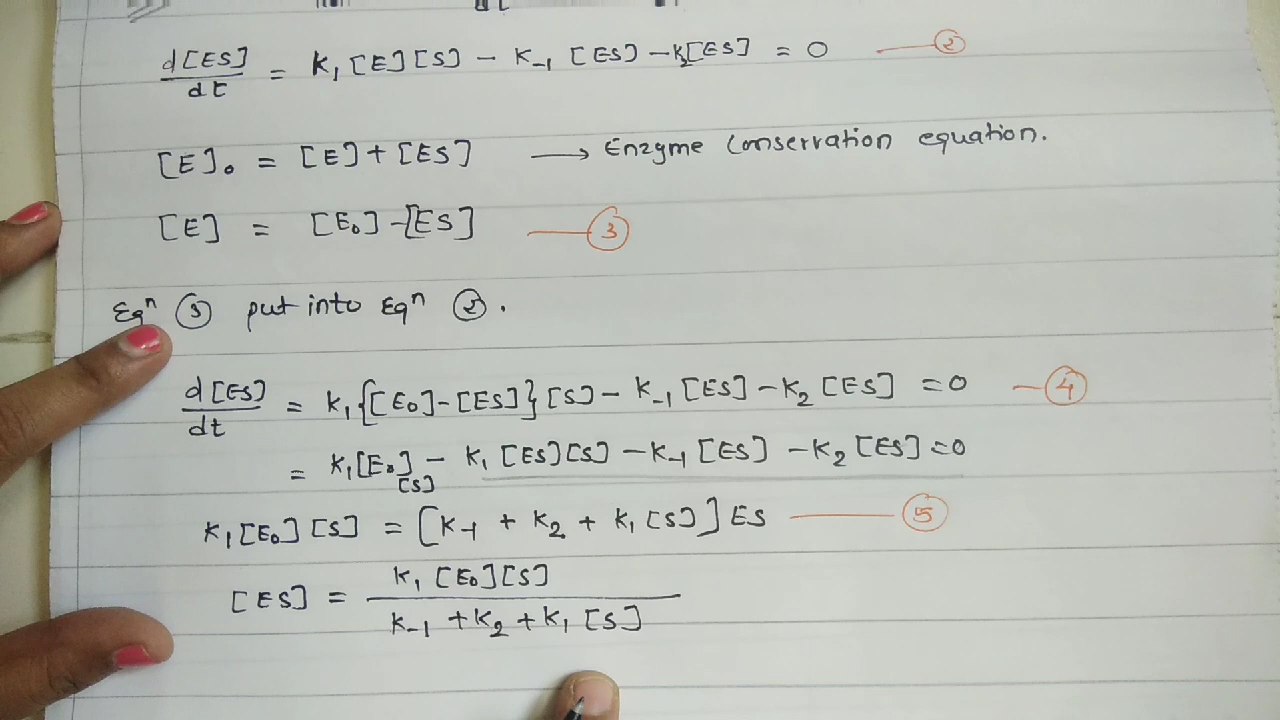 d[ES]/dt = K₁ [E][S] - K₋₁ [ES] - K₂[ES] = 0 — ②
[E]₀ = [E] + [ES] → Enzyme Conservation equation.
[E] = [E₀] - [ES] — ③
Eqⁿ ③ put into Eqⁿ ②.
d[ES]/dt = K₁{[E₀]-[ES]}[S] - K₋₁ [ES] - K₂ [ES] = 0 — ④
= K₁[E₀][S] - K₁ [ES][S] - K₋₁ [ES] - K₂ [ES] = 0
K₁[E₀][S] = [K₋₁ + K₂ + K₁ [S]] ES — ⑤
[ES] = K₁ [E₀][S] / K₋₁ + K₂ + K₁ [S]